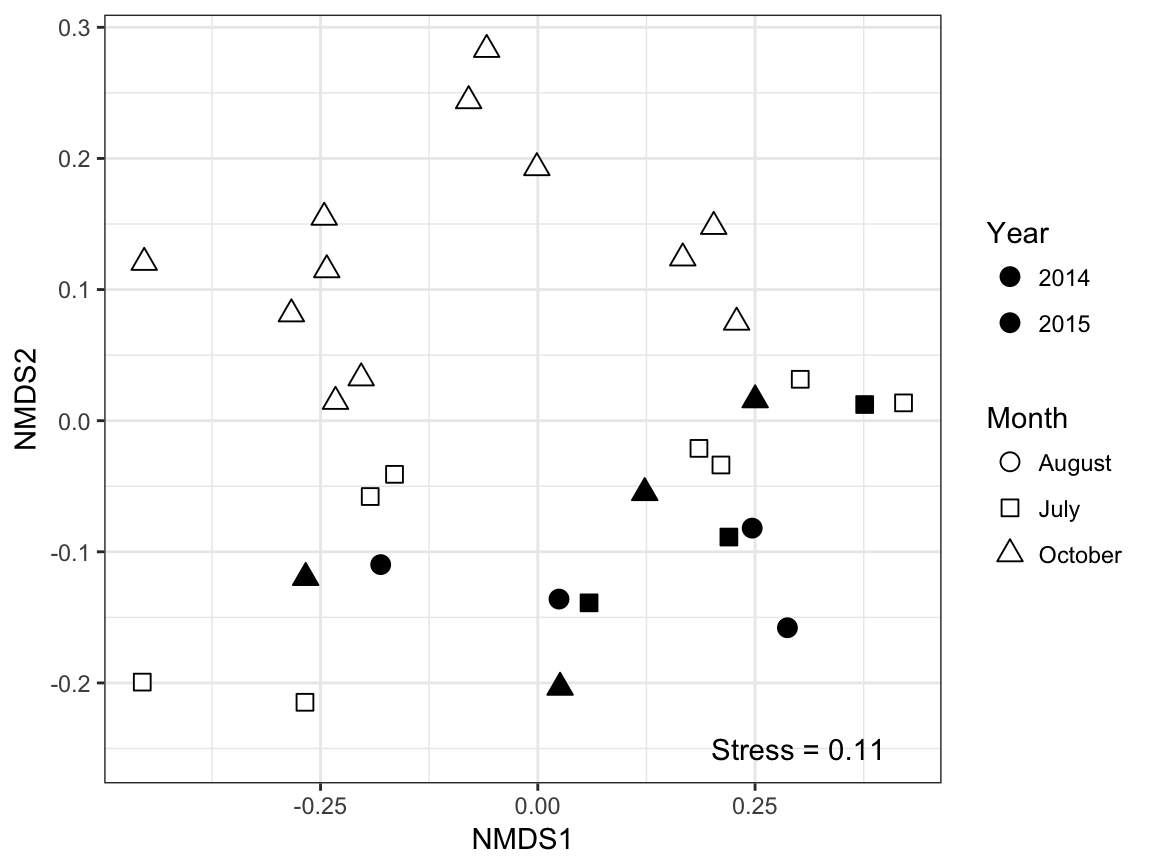 0.3
0.2
0.1
0.0
-0.1
-0.2
NMDS2
Stress = 0.11
-0.25
0.00
0.25
NMDS1
Year
2014
2015
Month
August
July
October